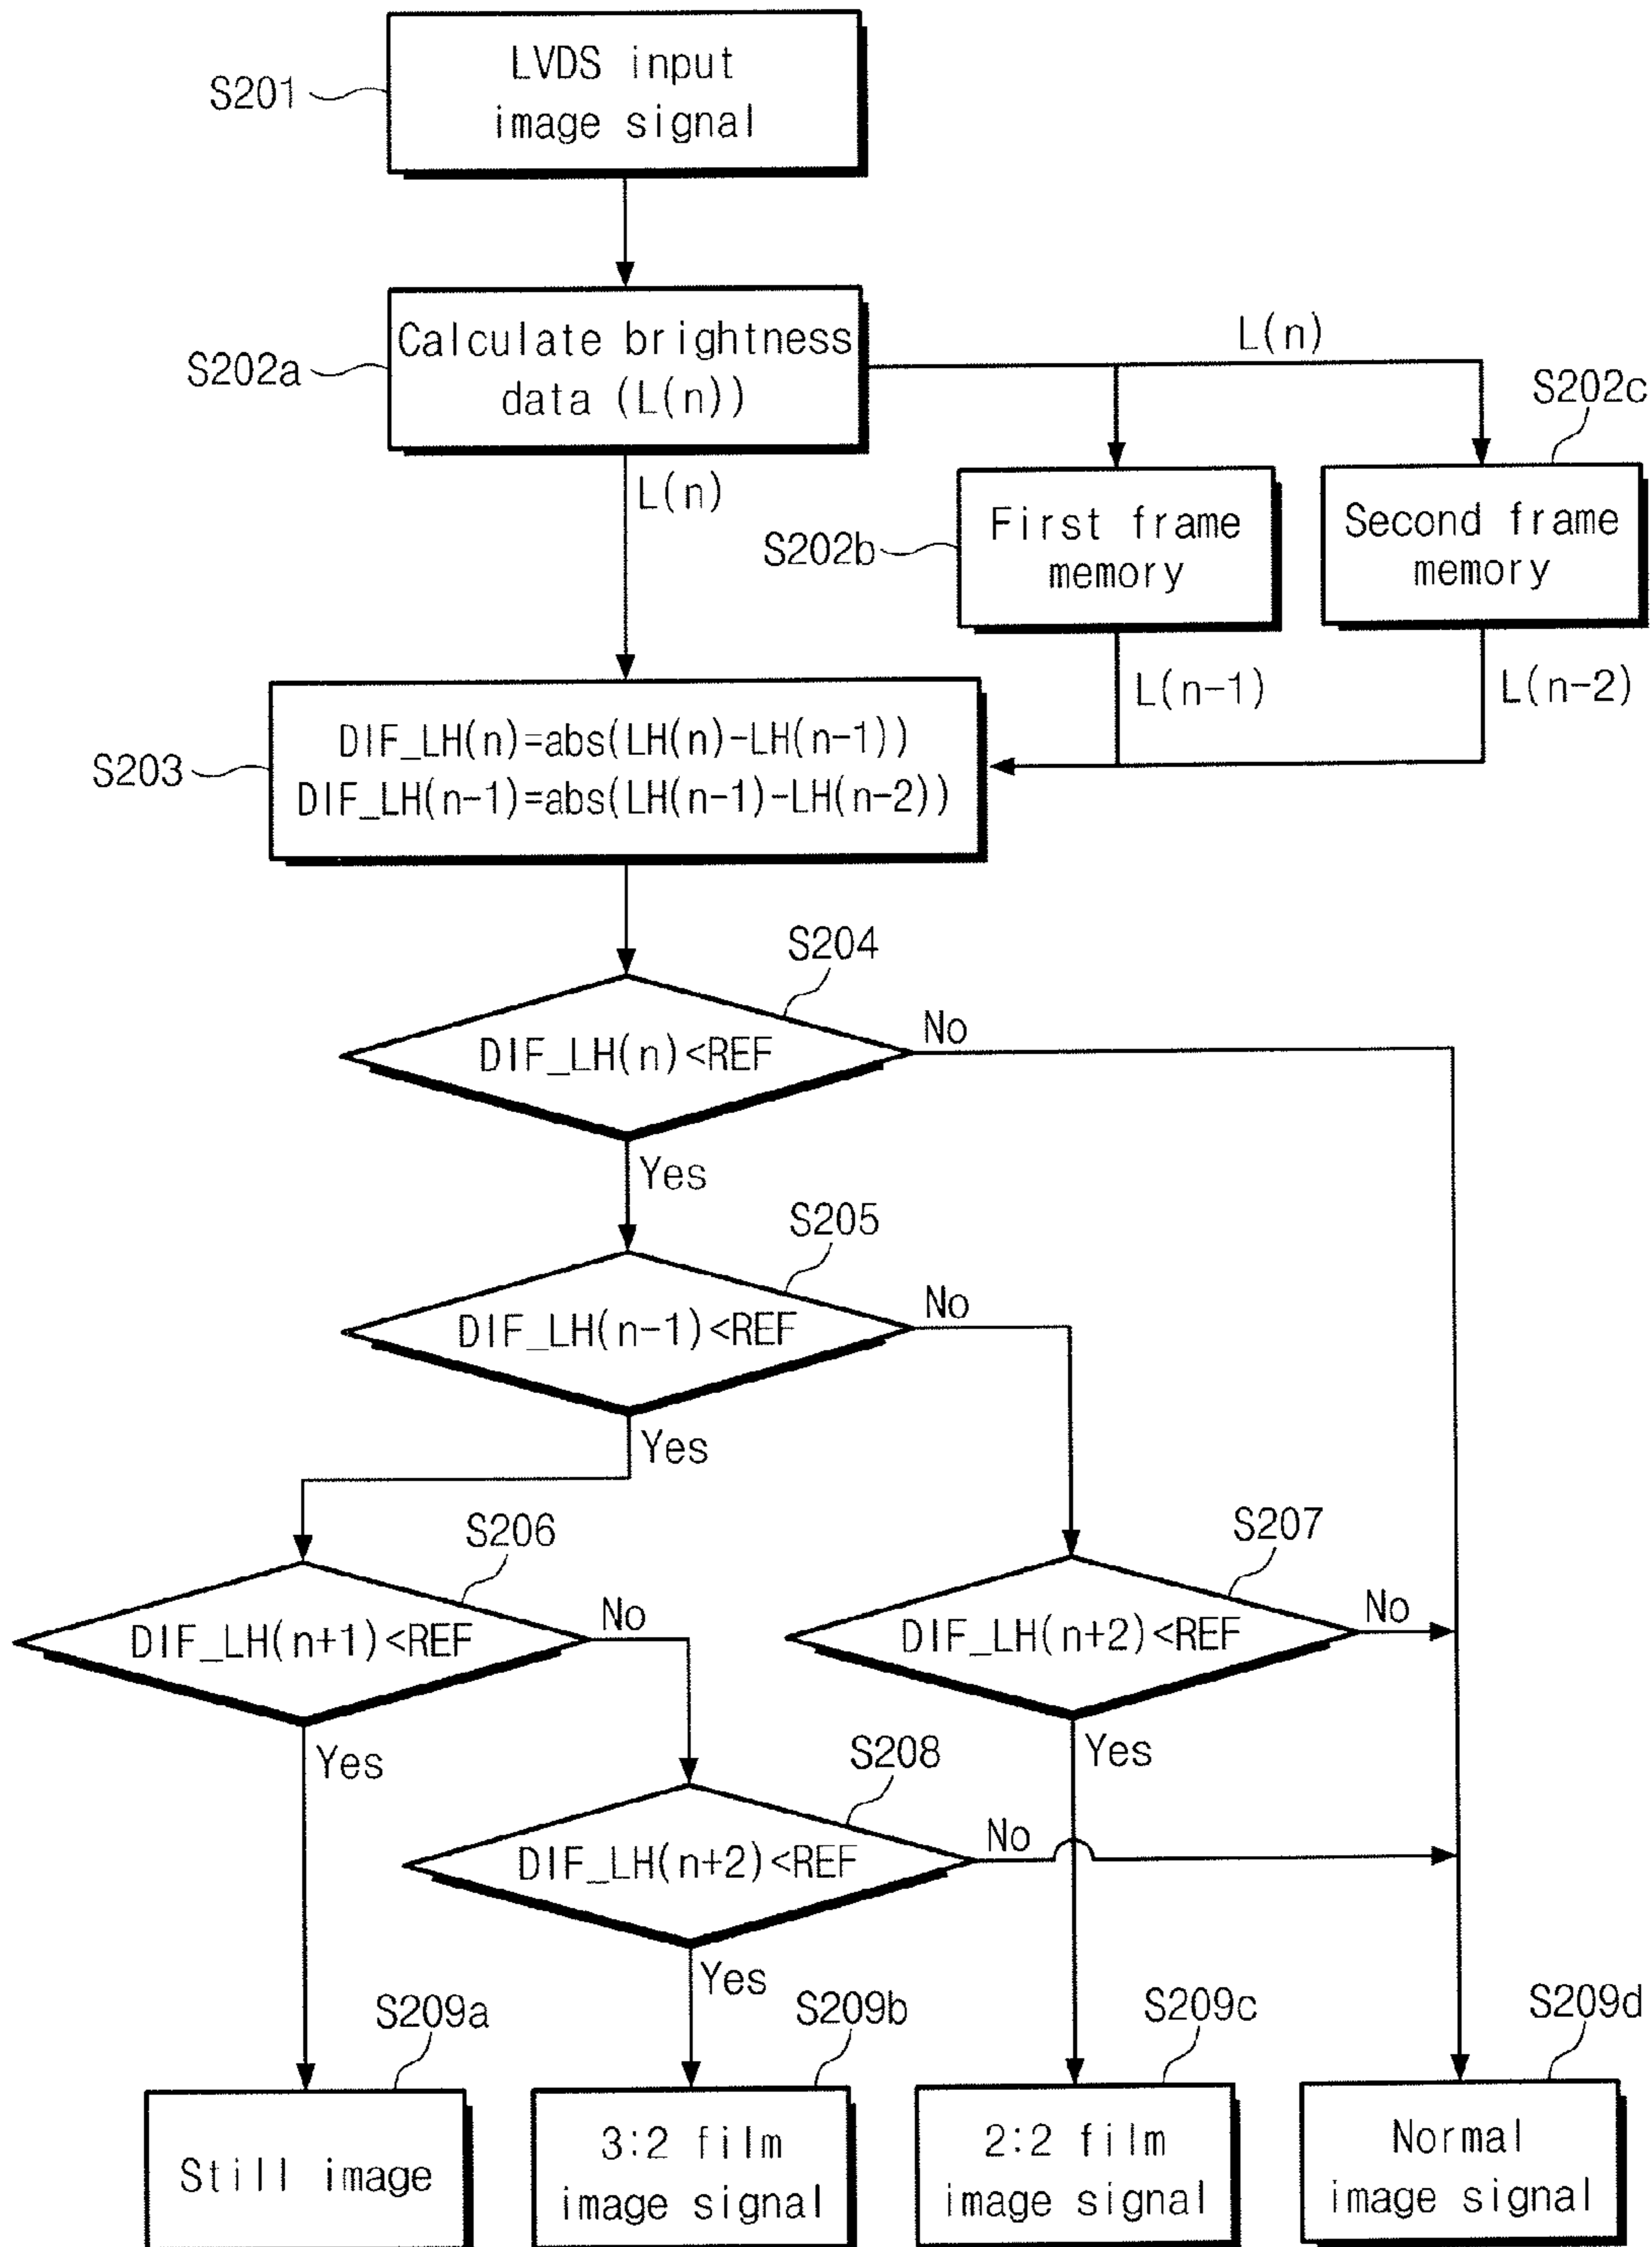 LVDS input
image signal
S201
Calculate brightness
data (L(n))
S202a
L(n)
S202c
L(n)
First frame
memory
S202b
Second frame
memory
L(n-1)
L(n-2)
DIF_LH(n)=abs(LH(n)-LH(n-1))
DIF_LH(n-1)=abs(LH(n-1)-LH(n-2))
S203
S204
DIF_LH(n)<REF
No
Yes
S205
DIF_LH(n-1)<REF
No
Yes
S206
DIF_LH(n+1)<REF
No
S207
DIF_LH(n+2)<REF
No
Yes
Yes
S208
DIF_LH(n+2)<REF
No
Yes
S209a
S209b
S209c
S209d
Still image
3:2 film
image signal
2:2 film
image signal
Normal
image signal